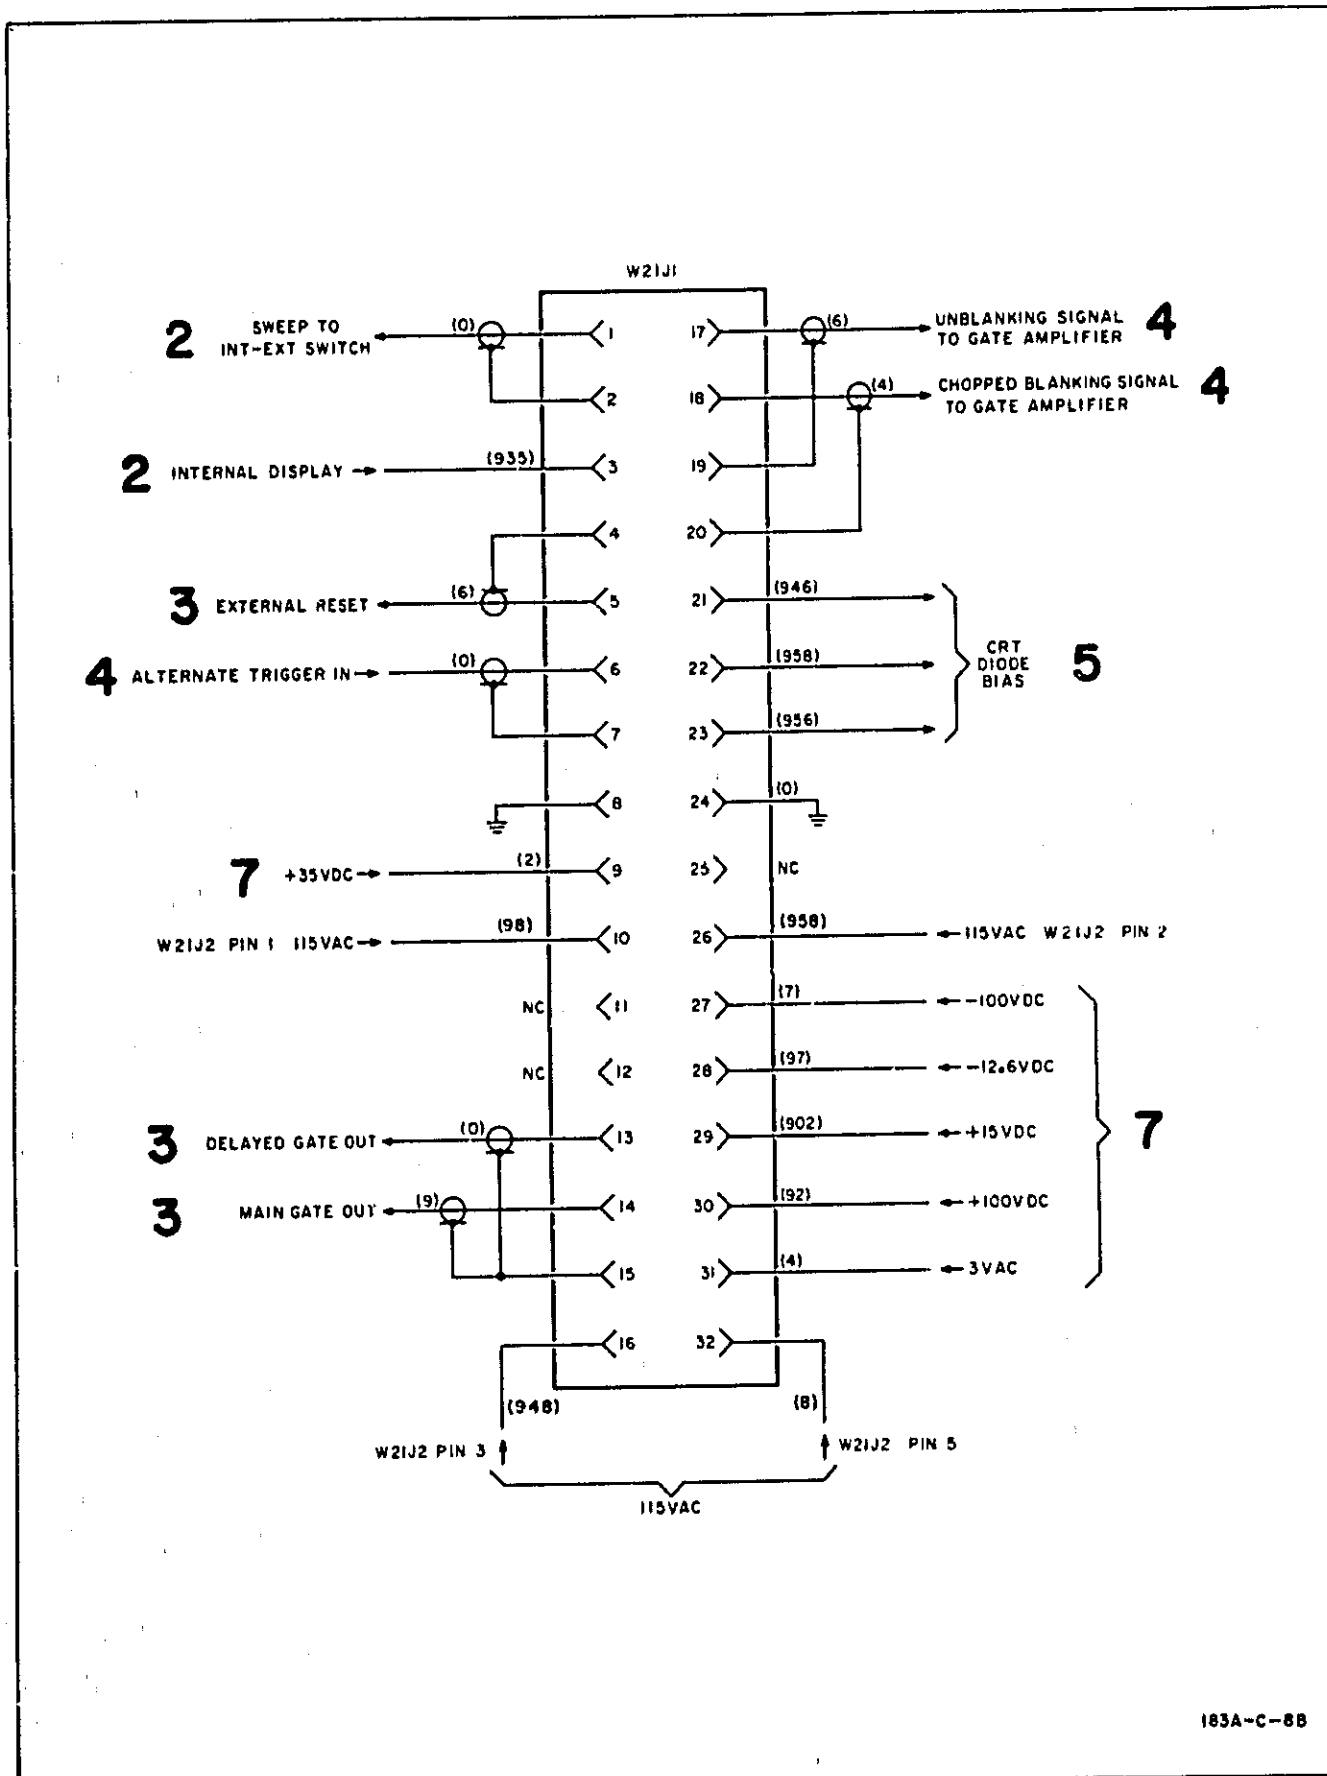 W21J1
2 SWEEP TO
INT-EXT SWITCH (0) 1
2
2 INTERNAL DISPLAY (935) 3
4
3 EXTERNAL RESET (6) 5
4 ALTERNATE TRIGGER IN (0) 6
7
8
7 +35VDC (2) 9
W21J2 PIN 1 115VAC (98) 10
NC 11
NC 12
3 DELAYED GATE OUT (0) 13
3 MAIN GATE OUT (9) 14
15
16
17 (6) UNBLANKING SIGNAL 4
TO GATE AMPLIFIER
18 (4) CHOPPED BLANKING SIGNAL 4
TO GATE AMPLIFIER
19
20
21 (946)
22 (958)
23 (956)
CRT
DIODE 5
BIAS
24 (0)
25 NC
26 (958) 115VAC W21J2 PIN 2
27 (7) -100VDC
28 (97) -12.6VDC
29 (902) +15VDC 7
30 (92) +100VDC
31 (4) 3VAC
32
(948) (8)
W21J2 PIN 3 W21J2 PIN 5
115VAC
183A-C-8B